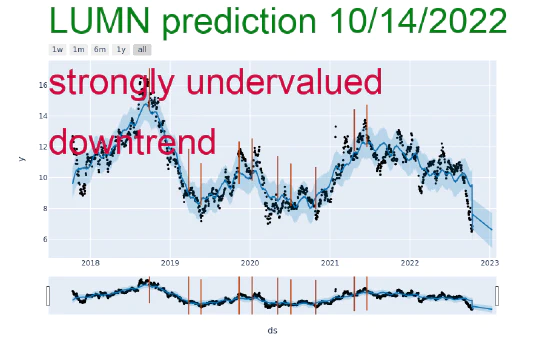 LUMN prediction 10/14/2022
1w 1m 6m 1y all
strongly undervalued
16
14
downtrend
12
y
10
8
6
2018 2019 2020 2021 2022 2023
ds